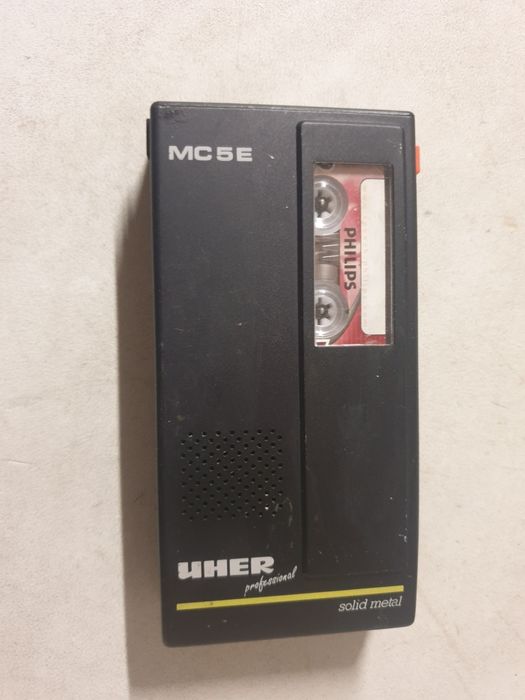 MC5E
PHILIPS
UHER
professional
solid metal